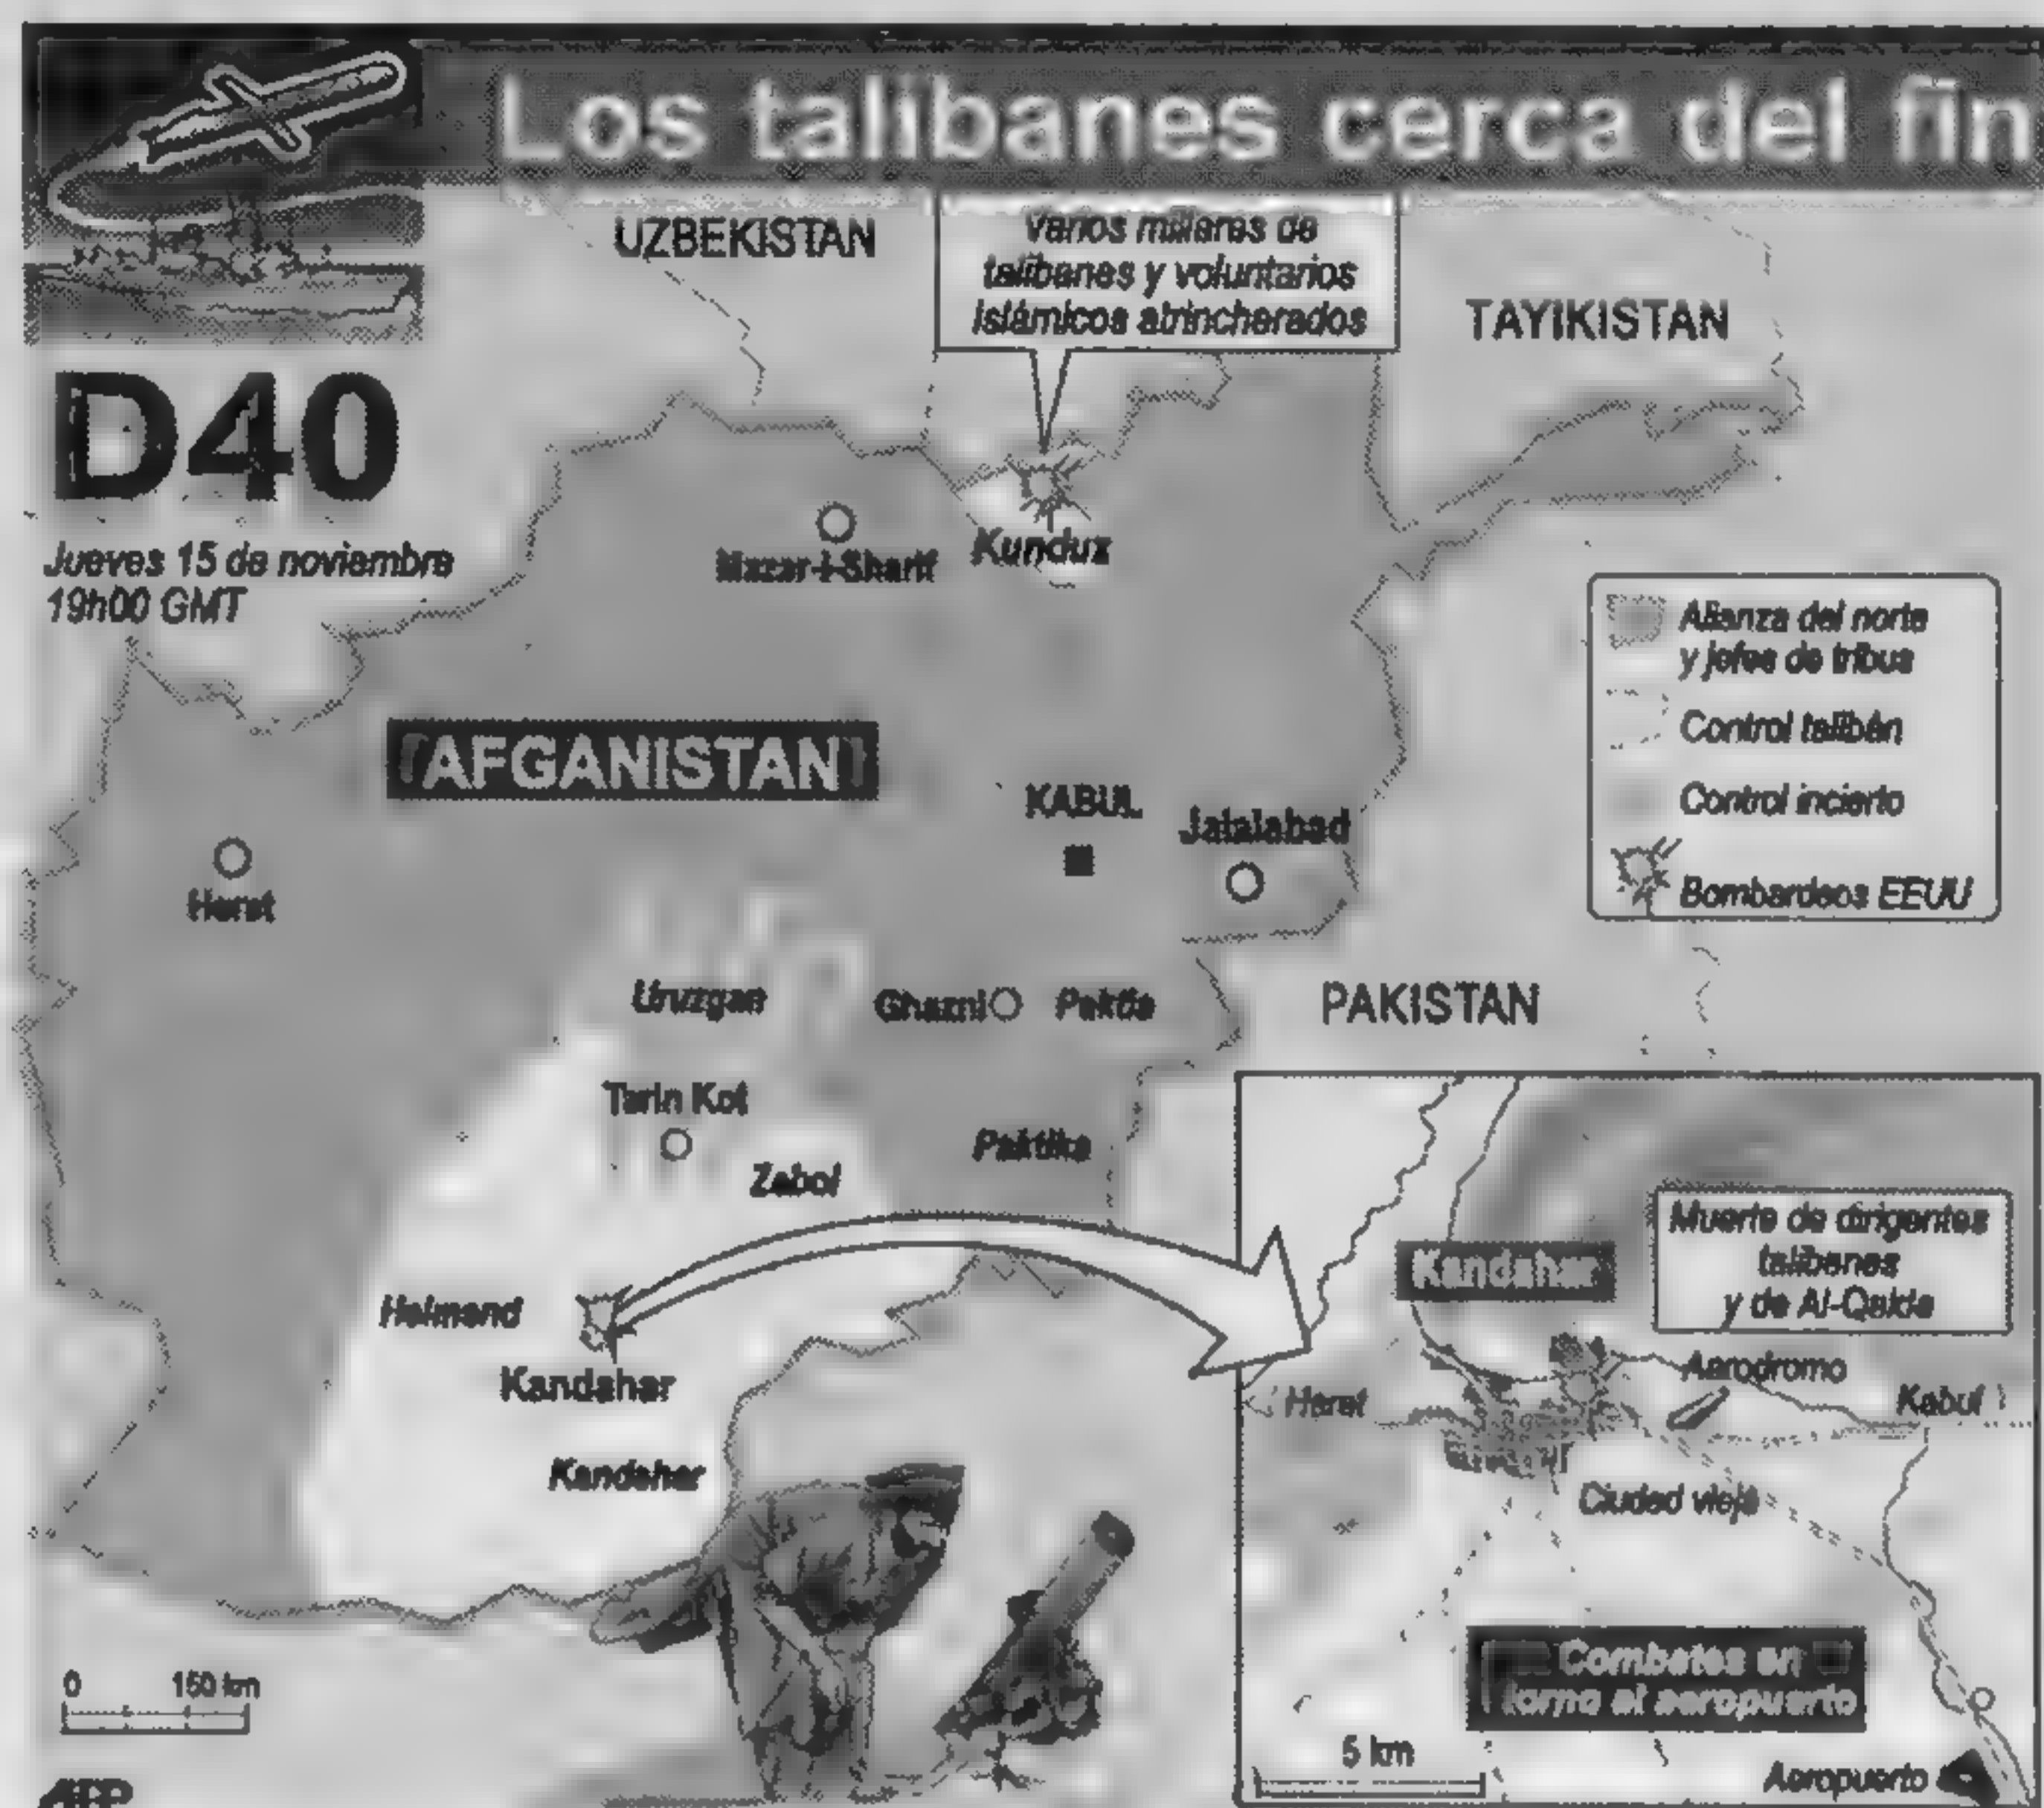 Los talibanes cerca del fin
UZBEKISTAN
Varios millares de
talibanes y voluntarios
islámicos atrincherados
TAYIKISTAN
D40
Jueves 15 de noviembre
19h00 GMT
Mazar-i-Sharif
Kunduz
Alianza del norte
y jefes de tribus
Control talibán
Control incierto
Bombardeos EEUU
AFGANISTAN
KABUL
Jalalabad
Herat
Uruzgan
Ghazni
Paktia
PAKISTAN
Tarin Kot
Paktika
Zabol
Muerte de dirigentes
talibanes
y de Al-Qaida
Kandahar
Helmand
Kandahar
Aerodromo
Herat
Kabul
Kandahar
Ciudad vieja
Combates en
torno al aeropuerto
0 150 km
5 km
Aeropuerto
AFP